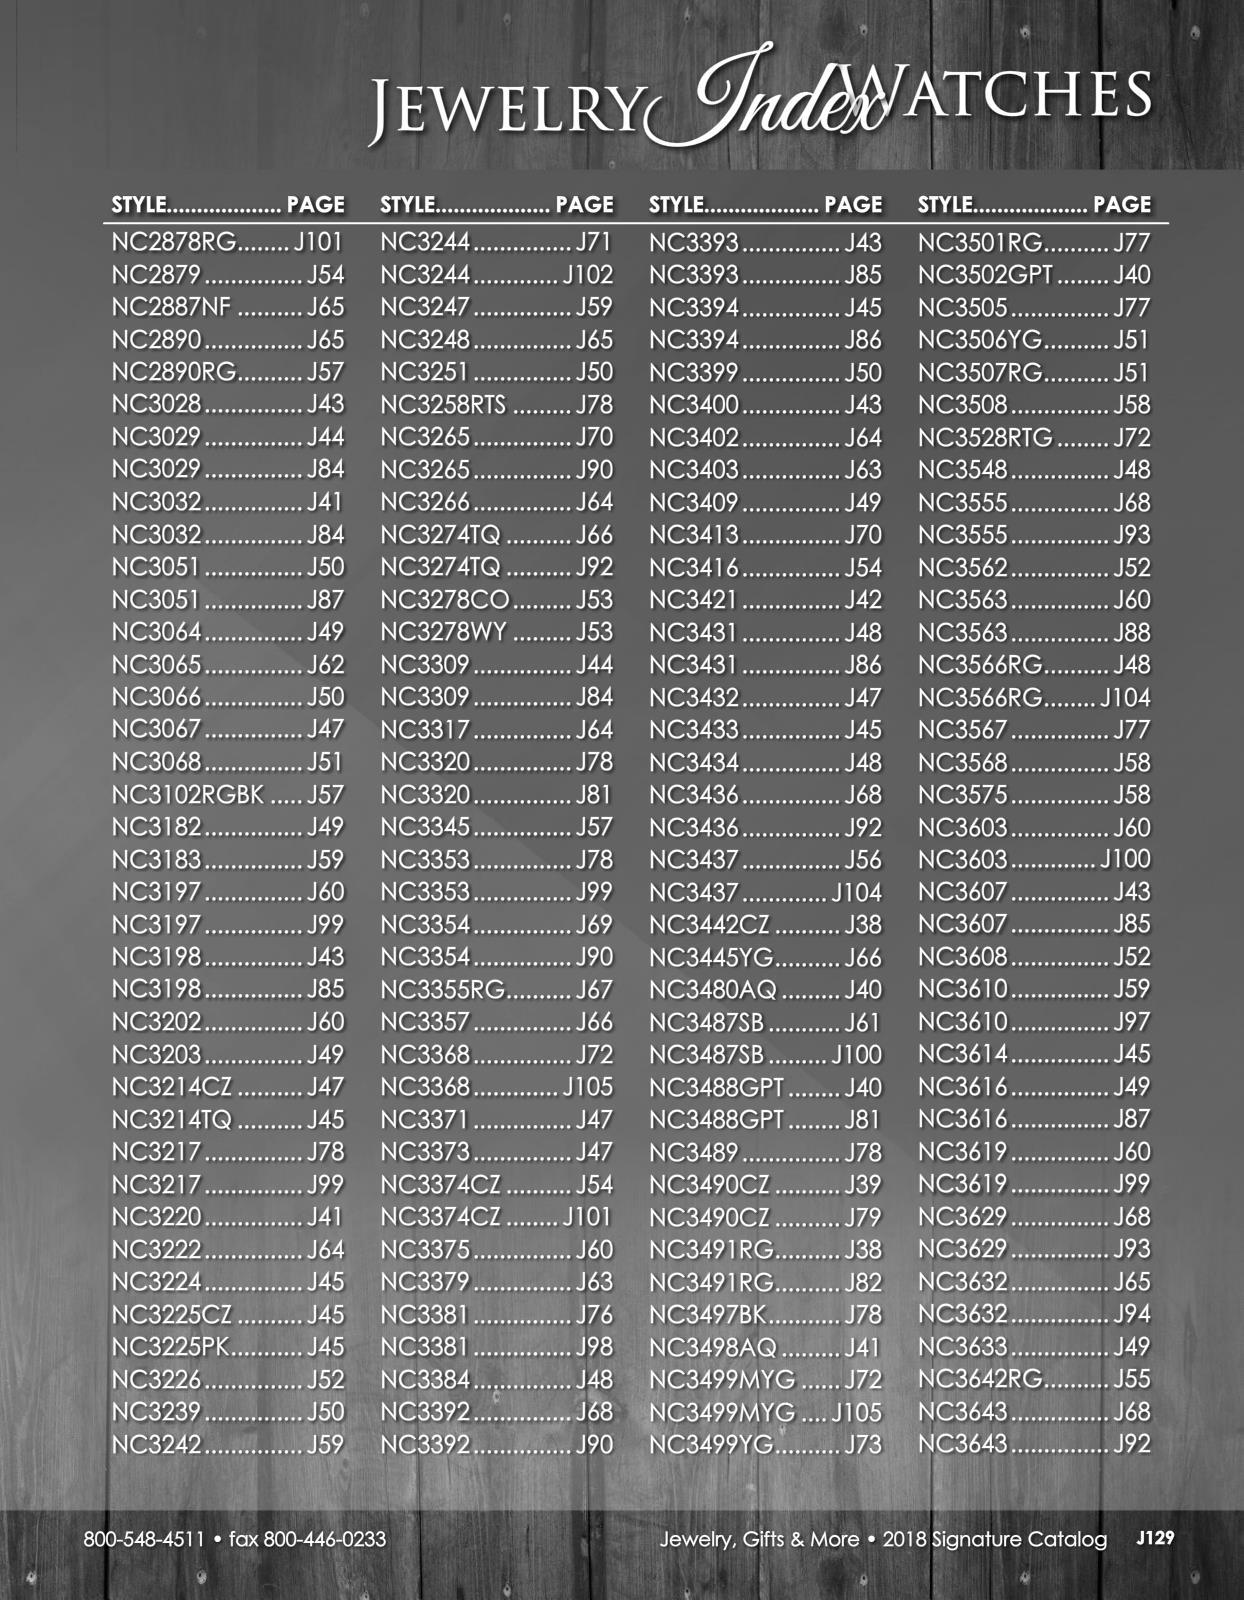 JEWELRY Index WATCHES
STYLE................... PAGE
NC2878RG........ J101
NC2879............... J54
NC2887NF .......... J65
NC2890............... J65
NC2890RG.......... J57
NC3028............... J43
NC3029............... J44
NC3029............... J84
NC3032............... J41
NC3032............... J84
NC3051............... J50
NC3051............... J87
NC3064............... J49
NC3065............... J62
NC3066............... J50
NC3067............... J47
NC3068............... J51
NC3102RGBK ..... J57
NC3182............... J49
NC3183............... J59
NC3197............... J60
NC3197............... J99
NC3198............... J43
NC3198............... J85
NC3202............... J60
NC3203............... J49
NC3214CZ .......... J47
NC3214TQ .......... J45
NC3217............... J78
NC3217............... J99
NC3220............... J41
NC3222............... J64
NC3224............... J45
NC3225CZ .......... J45
NC3225PK........... J45
NC3226............... J52
NC3239............... J50
NC3242............... J59
STYLE................... PAGE
NC3244............... J71
NC3244............. J102
NC3247............... J59
NC3248............... J65
NC3251............... J50
NC3258RTS ......... J78
NC3265............... J70
NC3265............... J90
NC3266............... J64
NC3274TQ .......... J66
NC3274TQ .......... J92
NC3278CO......... J53
NC3278WY ......... J53
NC3309............... J44
NC3309............... J84
NC3317............... J64
NC3320............... J78
NC3320............... J81
NC3345............... J57
NC3353............... J78
NC3353............... J99
NC3354............... J69
NC3354............... J90
NC3355RG.......... J67
NC3357............... J66
NC3368............... J72
NC3368............. J105
NC3371............... J47
NC3373............... J47
NC3374CZ .......... J54
NC3374CZ ........ J101
NC3375............... J60
NC3379............... J63
NC3381............... J76
NC3381............... J98
NC3384............... J48
NC3392............... J68
NC3392............... J90
STYLE................... PAGE
NC3393............... J43
NC3393............... J85
NC3394............... J45
NC3394............... J86
NC3399............... J50
NC3400............... J43
NC3402............... J64
NC3403............... J63
NC3409............... J49
NC3413............... J70
NC3416............... J54
NC3421............... J42
NC3431............... J48
NC3431............... J86
NC3432............... J47
NC3433............... J45
NC3434............... J48
NC3436............... J68
NC3436............... J92
NC3437............... J56
NC3437............. J104
NC3442CZ .......... J38
NC3445YG.......... J66
NC3480AQ ......... J40
NC3487SB ........... J61
NC3487SB ......... J100
NC3488GPT ........ J40
NC3488GPT ........ J81
NC3489............... J78
NC3490CZ .......... J39
NC3490CZ .......... J79
NC3491RG.......... J38
NC3491RG.......... J82
NC3497BK........... J78
NC3498AQ ......... J41
NC3499MYG ...... J72
NC3499MYG .... J105
NC3499YG.......... J73
STYLE................... PAGE
NC3501RG.......... J77
NC3502GPT ........ J40
NC3505............... J77
NC3506YG.......... J51
NC3507RG.......... J51
NC3508............... J58
NC3528RTG ........ J72
NC3548............... J48
NC3555............... J68
NC3555............... J93
NC3562............... J52
NC3563............... J60
NC3563............... J88
NC3566RG.......... J48
NC3566RG........ J104
NC3567............... J77
NC3568............... J58
NC3575............... J58
NC3603............... J60
NC3603............. J100
NC3607............... J43
NC3607............... J85
NC3608............... J52
NC3610............... J59
NC3610............... J97
NC3614............... J45
NC3616............... J49
NC3616............... J87
NC3619............... J60
NC3619............... J99
NC3629............... J68
NC3629............... J93
NC3632............... J65
NC3632............... J94
NC3633............... J49
NC3642RG.......... J55
NC3643............... J68
NC3643............... J92
800-548-4511 • fax 800-446-0233
Jewelry, Gifts & More • 2018 Signature Catalog J129